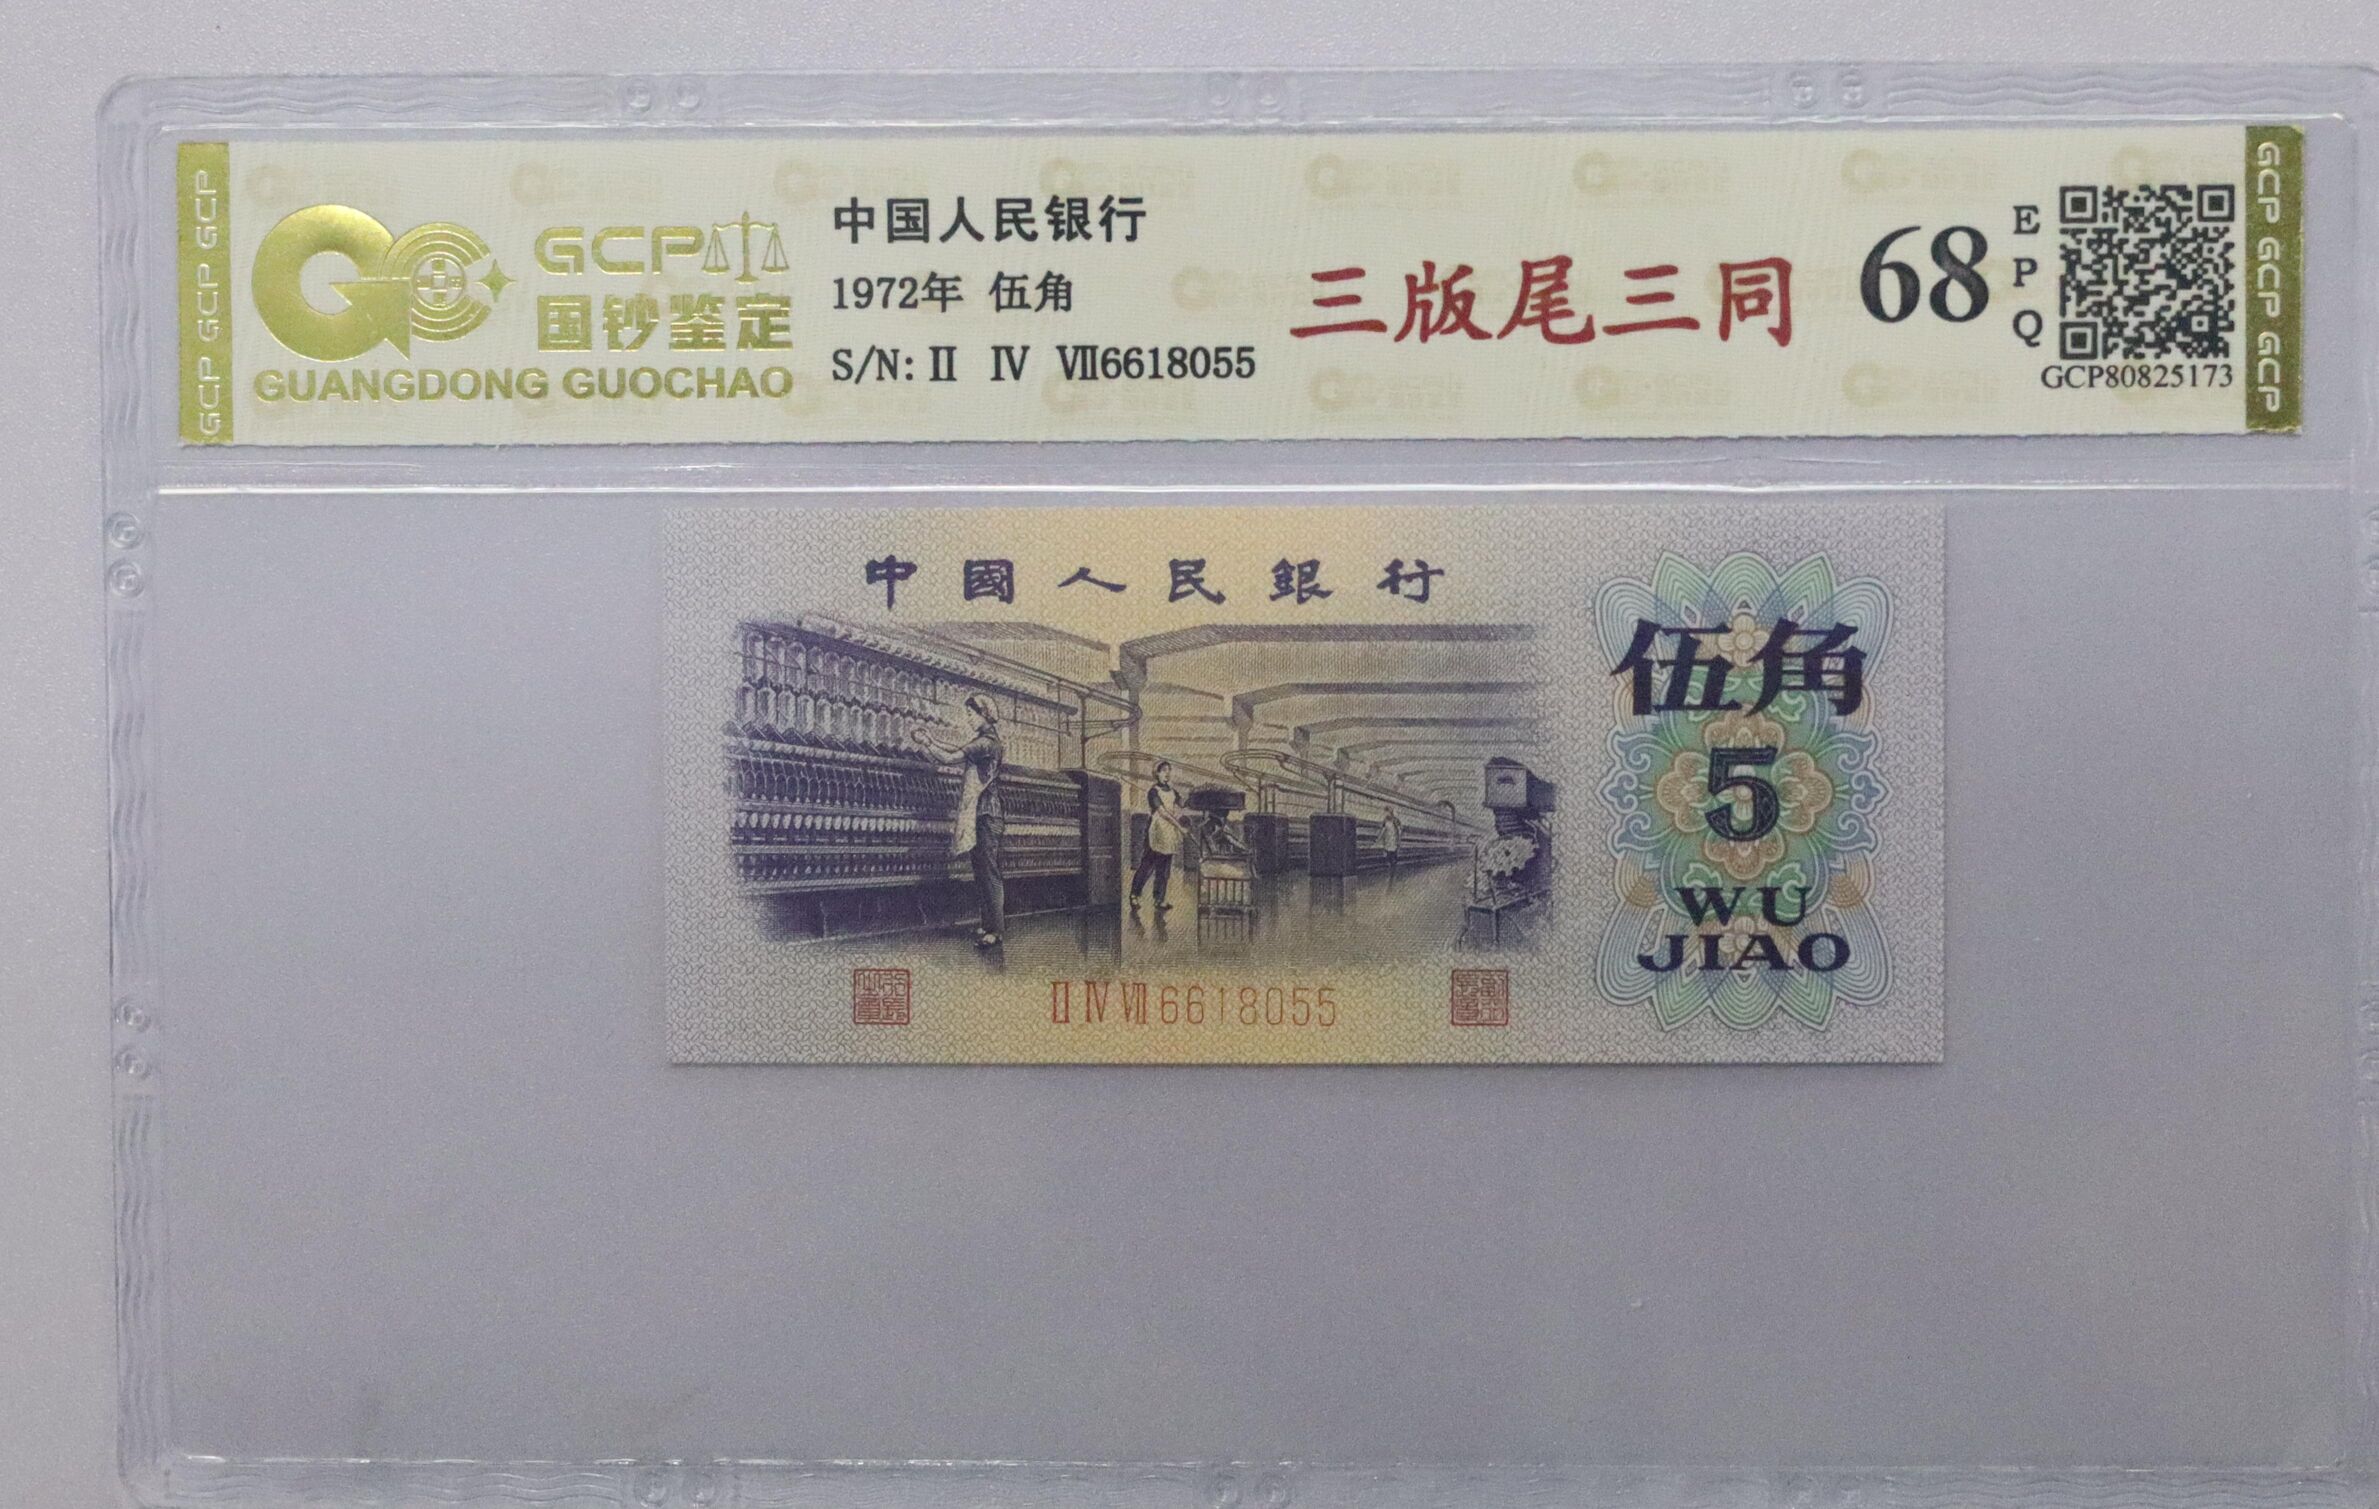 GCP GCP GCP
GCP
国钞鉴定
GUANGDONG GUOCHAO
中国人民银行
1972年 伍角
S/N: Ⅱ Ⅳ Ⅶ6618055
三版尾三同
68
E
P
Q
GCP80825173
GCP GCP GCP
中國人民銀行
伍角
5
WU
JIAO
Ⅱ Ⅳ Ⅶ 6618055